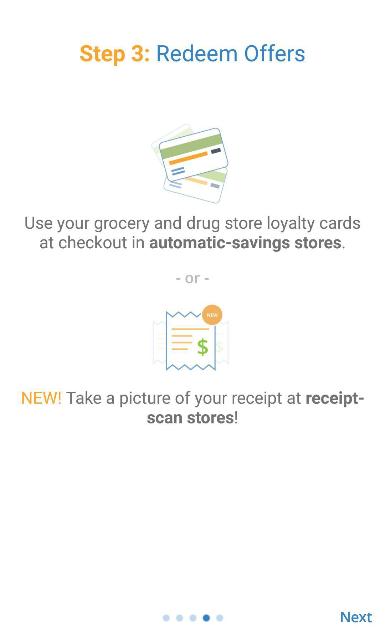 Step 3: Redeem Offers
Use your grocery and drug store loyalty cards
at checkout in automatic-savings stores.
- or -
NEW
$
NEW! Take a picture of your receipt at receipt-
scan stores!
Next